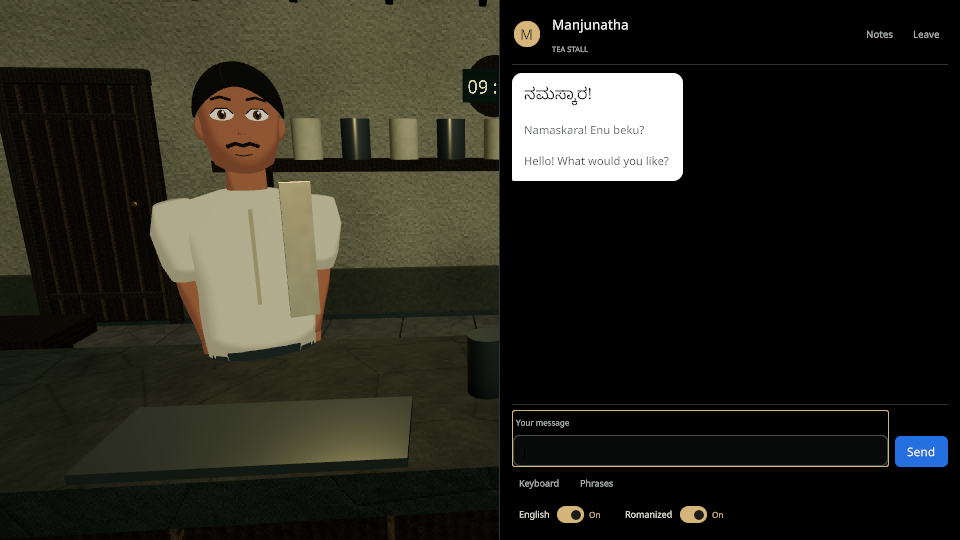 09:
M
Manjunatha
TEA STALL
Notes
Leave
ನಮಸ್ಕಾರ!
Namaskara! Enu beku?
Hello! What would you like?
Your message
Send
Keyboard
Phrases
English
On
Romanized
On